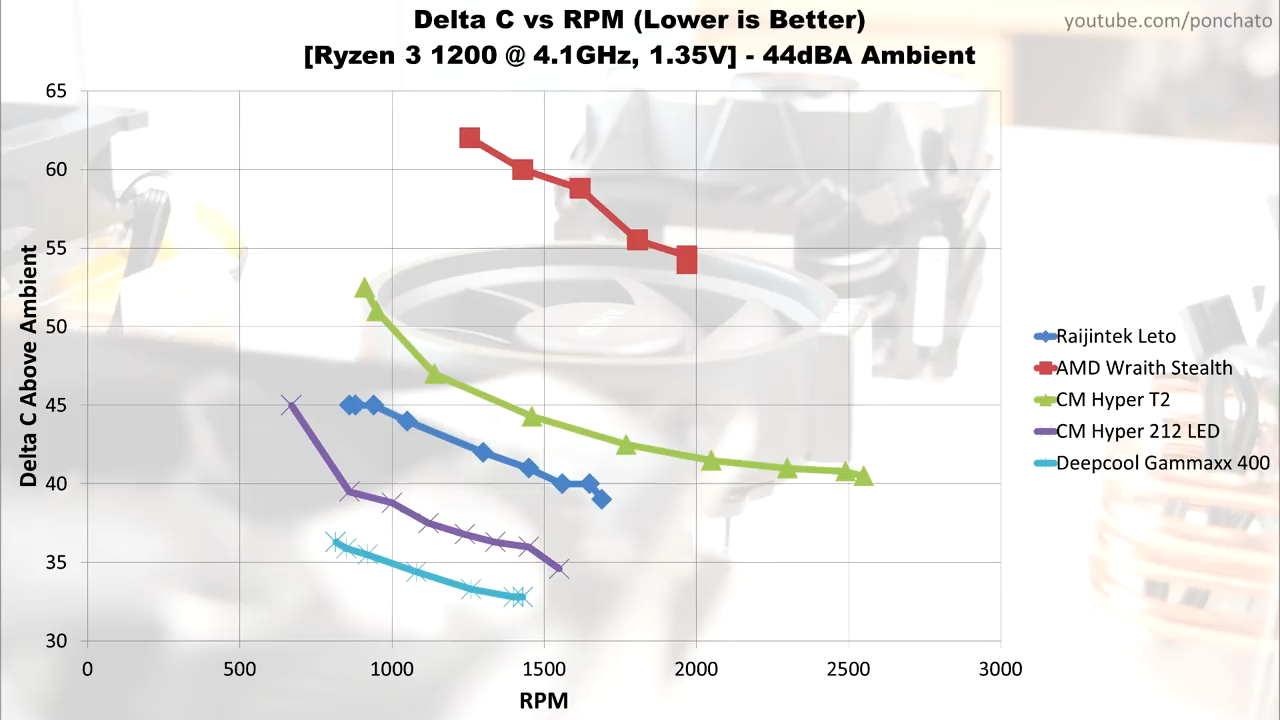 Delta C vs RPM (Lower is Better)
youtube.com/ponchato
[Ryzen 3 1200 @ 4.1GHz, 1.35V] - 44dBA Ambient
65
60
55
50
45
40
35
30
Delta C Above Ambient
0
500
1000
1500
2000
2500
3000
RPM
Raijintek Leto
AMD Wraith Stealth
CM Hyper T2
CM Hyper 212 LED
Deepcool Gammaxx 400